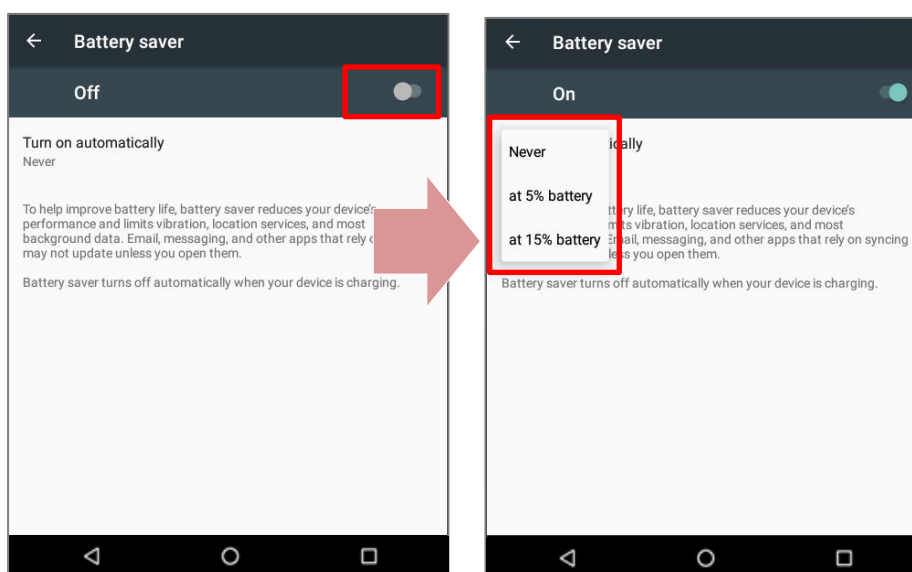 Battery saver
Off
Turn on automatically
Never
To help improve battery life, battery saver reduces your device's
performance and limits vibration, location services, and most
background data. Email, messaging, and other apps that rely
may not update unless you open them.
Battery saver turns off automatically when your device is charging.
Battery saver
On
ically
Never
at 5% battery
at 15% battery
ttery life, battery saver reduces your device's
mits vibration, location services, and most
Email, messaging, and other apps that rely on syncing
less you open them.
Battery saver turns off automatically when your device is charging.